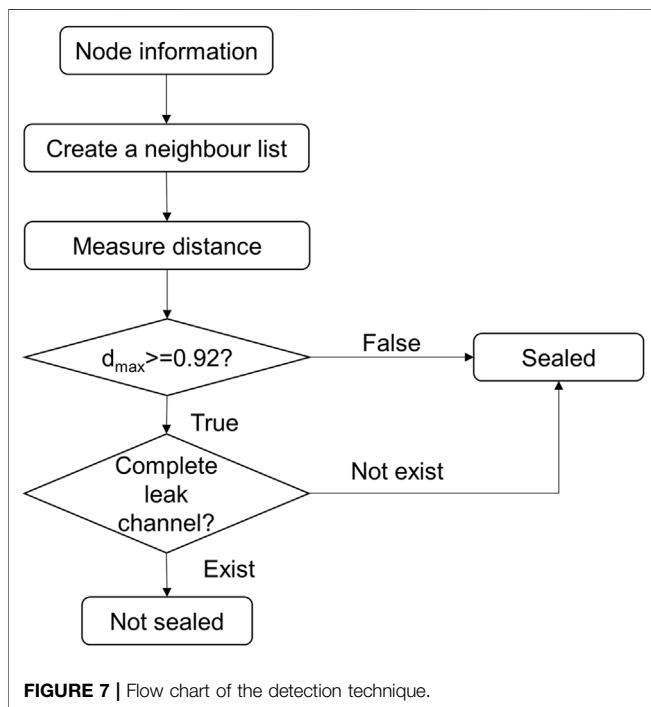 Node information
Create a neighbour list
Measure distance
dmax>=0.92?
False
Sealed
True
Complete
leak
channel?
Not exist
Exist
Not sealed
FIGURE 7 | Flow chart of the detection technique.